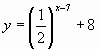 y = (1/2)^{x-7} + 8